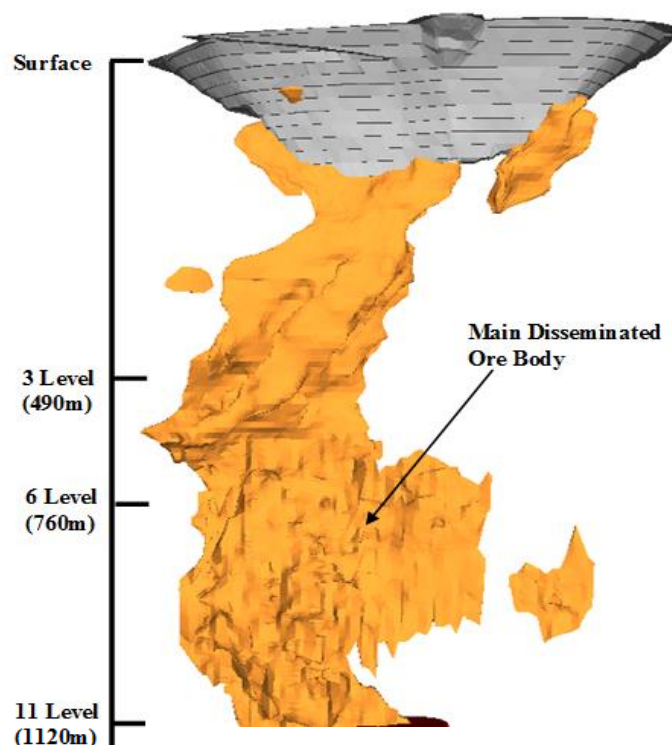 Surface
Main Disseminated
Ore Body
3 Level
(490m)
6 Level
(760m)
11 Level
(1120m)